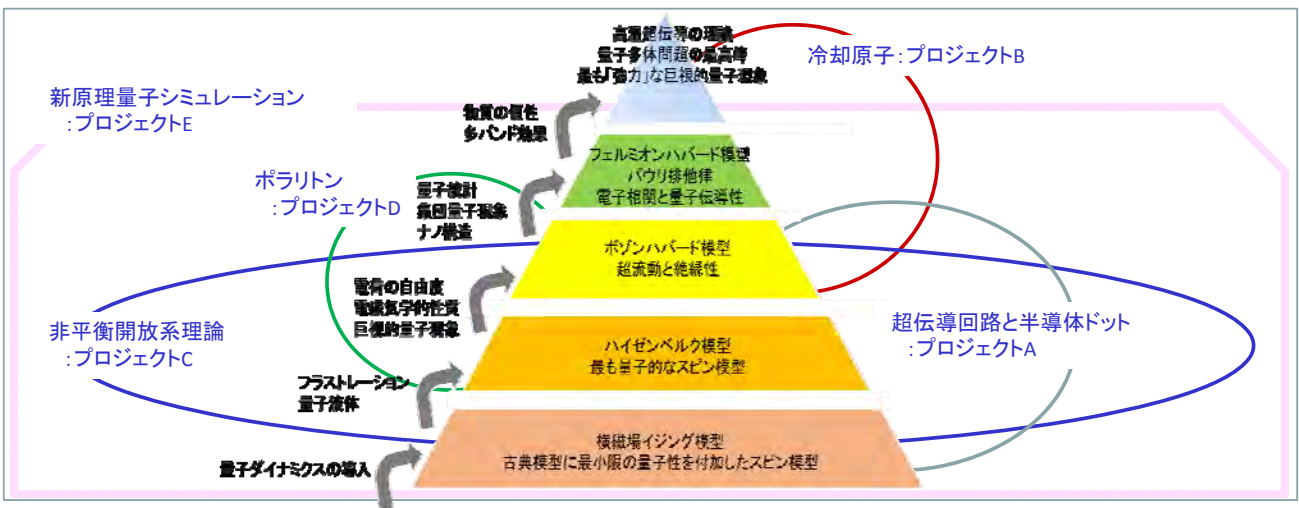 高温超伝導の理論
量子多体問題の最高峰
最も「強力」な巨視的量子現象
冷却原子：プロジェクトB
新原理量子シミュレーション
：プロジェクトE
物質の個性
多バンド効果
フェルミオンハバード模型
パウリ排他律
電子相関と量子伝導性
ポラリトン
：プロジェクトD
量子統計
集団量子現象
ナノ構造
ボゾンハバード模型
超流動と絶縁性
電荷の自由度
電磁気学的性質
巨視的量子現象
非平衡開放系理論
：プロジェクトC
超伝導回路と半導体ドット
：プロジェクトA
ハイゼンベルク模型
最も量子的なスピン模型
フラストレーション
量子液体
横磁場イジング模型
古典模型に最小限の量子性を付加したスピン模型
量子ダイナミクスの導入